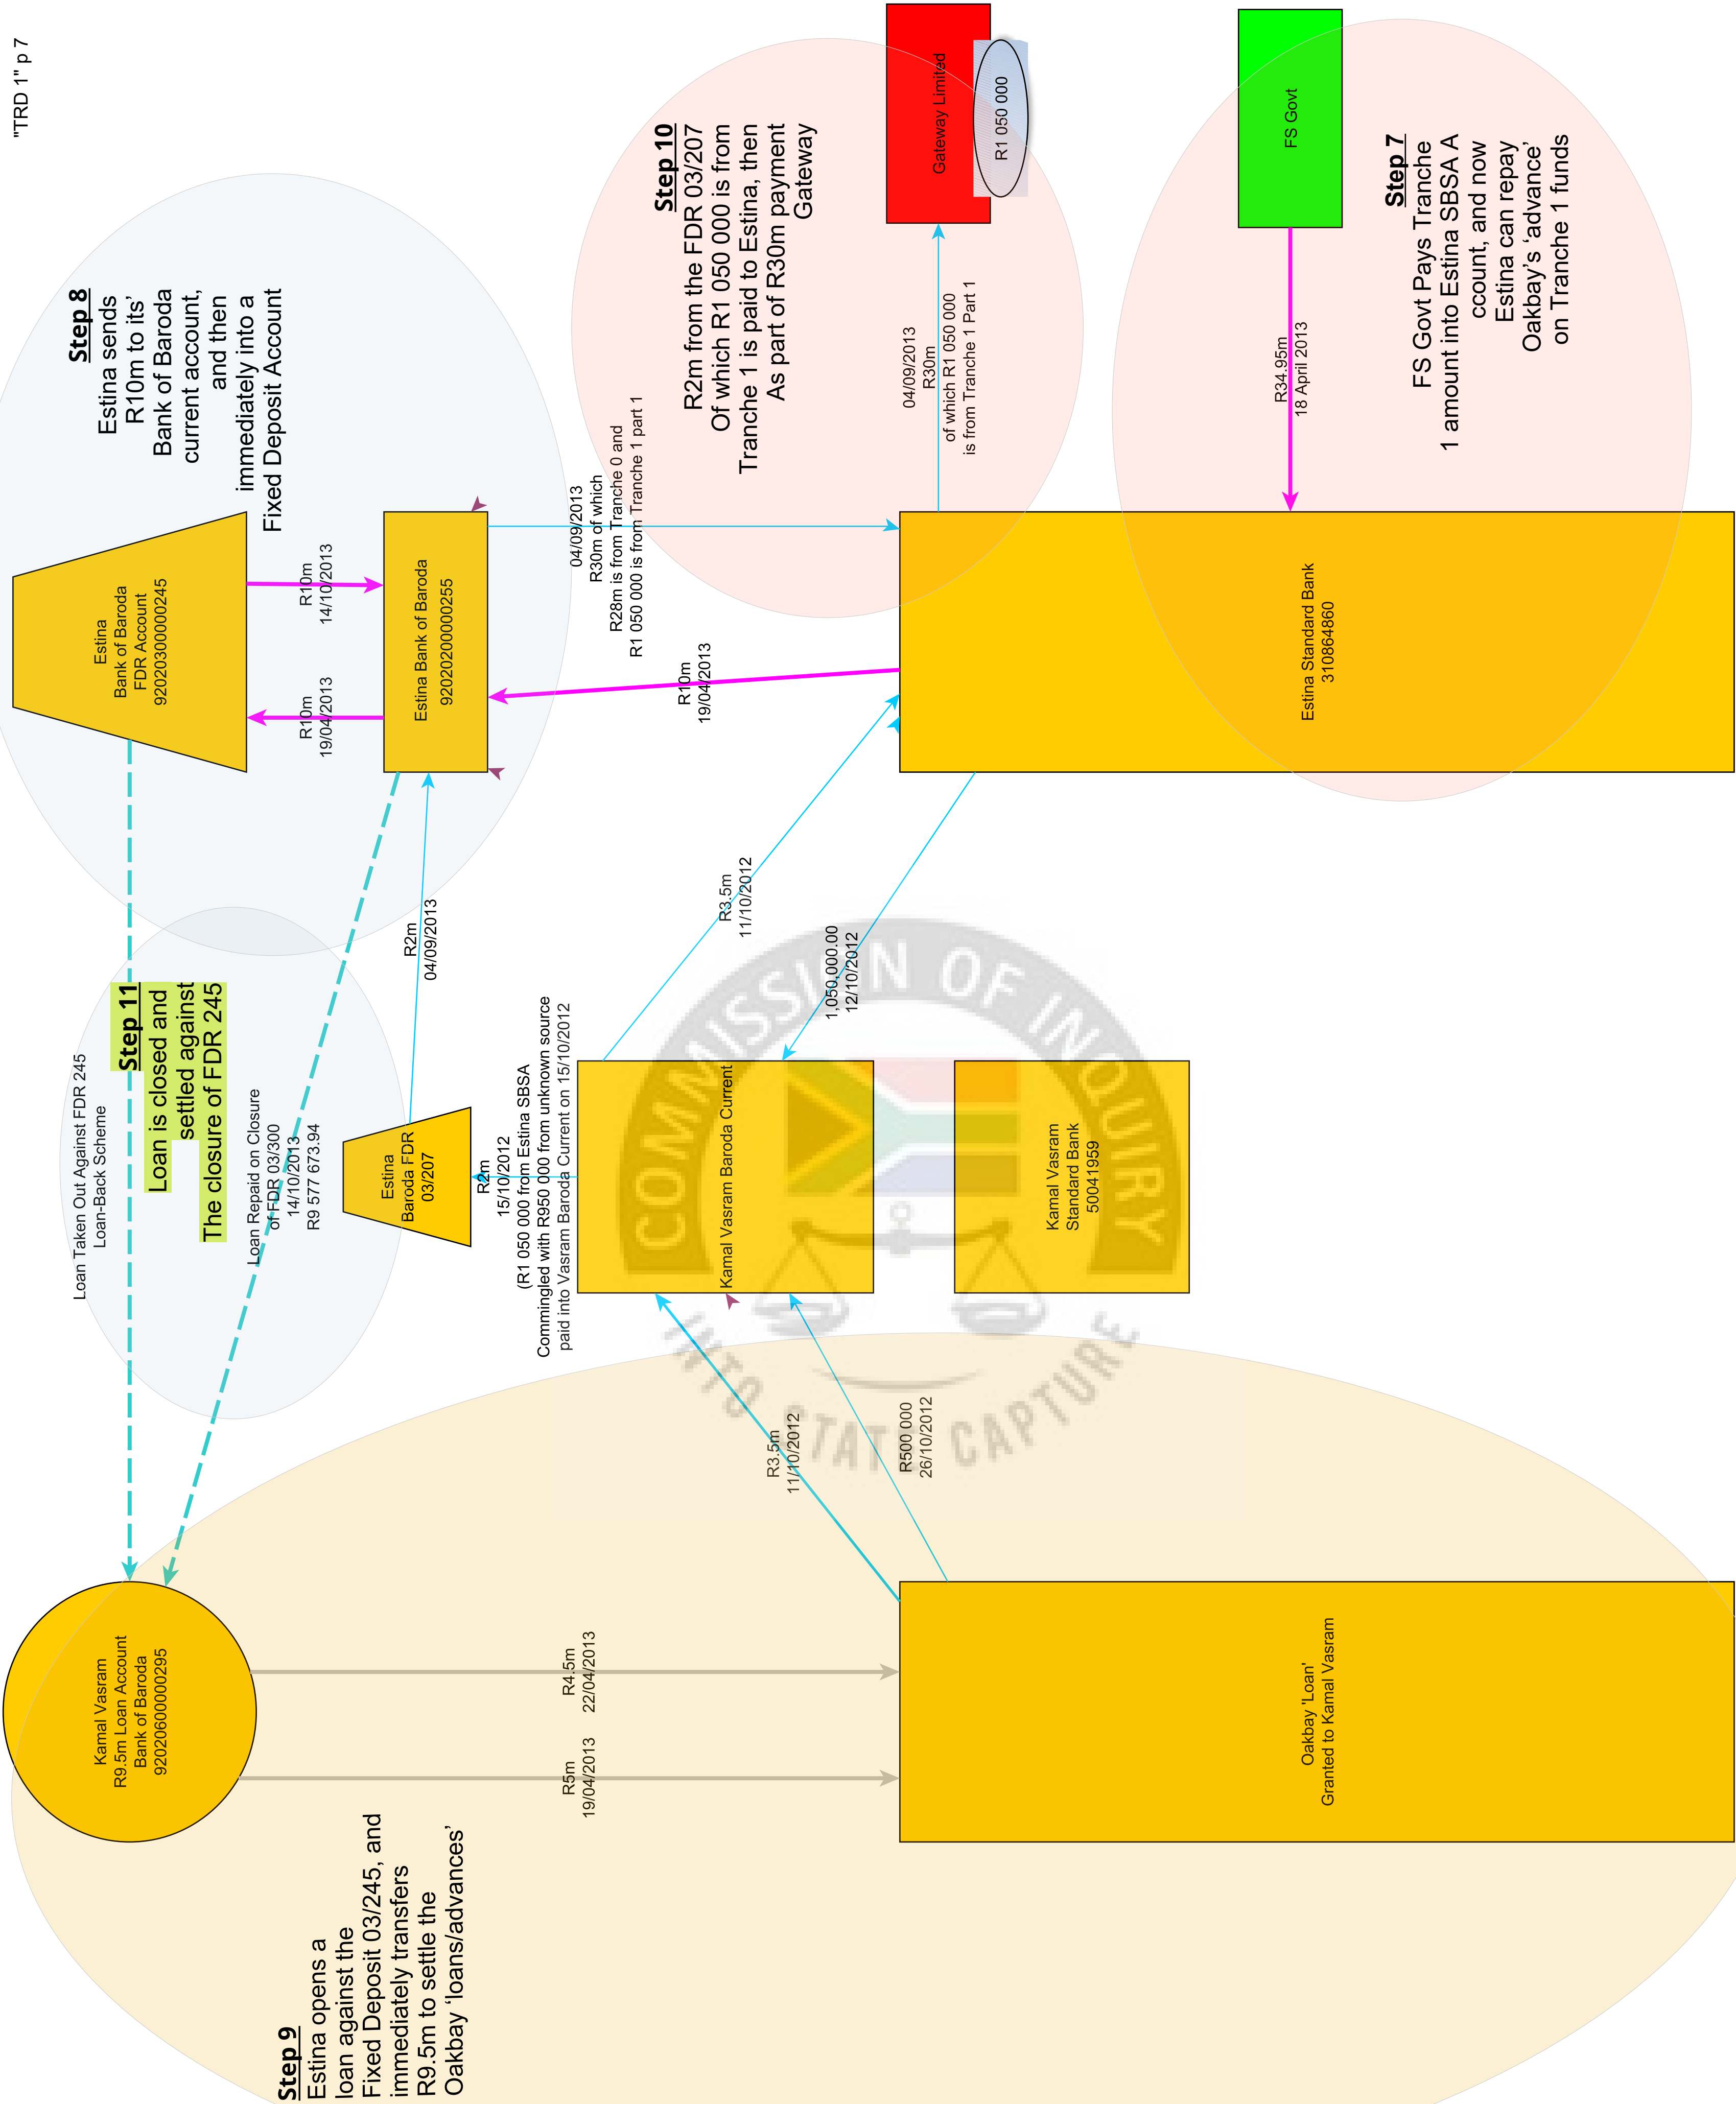 "TRD 1" p 7
Step 8
Estina sends
R10m to its’
Bank of Baroda
current account,
and then
immediately into a
Fixed Deposit Account
Step 10
R2m from the FDR 03/207
Of which R1 050 000 is from
Tranche 1 is paid to Estina, then
As part of R30m payment
Gateway
Gateway Limited
R1 050 000
FS Govt
Step 7
FS Govt Pays Tranche
1 amount into Estina SBSA A
ccount, and now
Estina can repay
Oakbay’s ‘advance’
on Tranche 1 funds
04/09/2013
R30m
of which R1 050 000
is from Tranche 1 Part 1
R34.95m
18 April 2013
Estina
Bank of Baroda
FDR Account
92020300000245
R10m
14/10/2013
R10m
19/04/2013
Estina Bank of Baroda
92020200000255
04/09/2013
R30m of which
R28m is from Tranche 0 and
R1 050 000 is from Tranche 1 part 1
R10m
19/04/2013
Estina Standard Bank
310864860
R2m
04/09/2013
R3.5m
11/10/2012
1,050,000.00
12/10/2012
Loan Taken Out Against FDR 245
Loan-Back Scheme
Step 11
Loan is closed and
settled against
The closure of FDR 245
Loan Repaid on Closure
of FDR 03/300
14/10/2013
R9 577 673.94
Estina
Baroda FDR
03/207
R2m
15/10/2012
(R1 050 000 from Estina SBSA
Commingled with R950 000 from unknown source
paid into Vasram Baroda Current on 15/10/2012
Kamal Vasram Baroda Current
Kamal Vasram
Standard Bank
50041959
COMMISSION OF INQUIRY
INTO STATE CAPTURE
R3.5m
11/10/2012
R500 000
26/10/2012
Kamal Vasram
R9.5m Loan Account
Bank of Baroda
92020600000295
R4.5m
22/04/2013
R5m
19/04/2013
Oakbay 'Loan'
Granted to Kamal Vasram
Step 9
Estina opens a
loan against the
Fixed Deposit 03/245, and
immediately transfers
R9.5m to settle the
Oakbay ‘loans/advances’